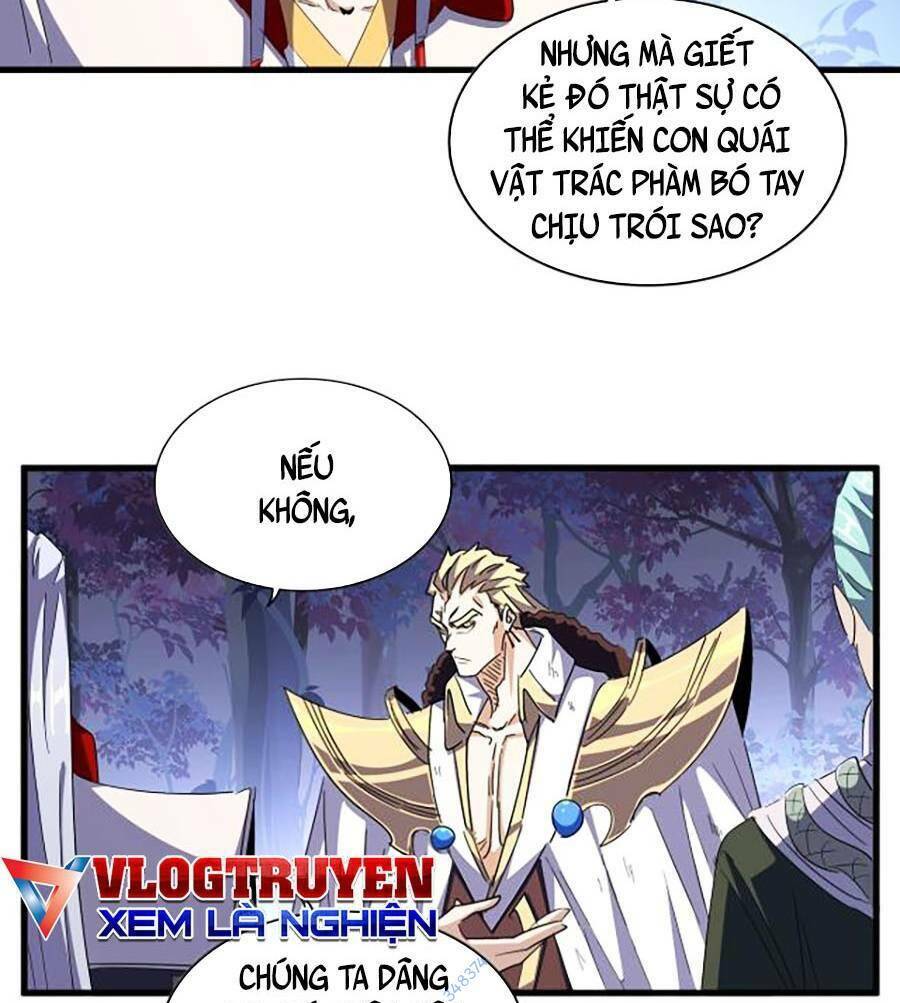 NHƯNG MÀ GIẾT
KẺ ĐÓ THẬT SỰ CÓ
THỂ KHIẾN CON QUÁI
VẬT TRÁC PHÀM BÓ TAY
CHỊU TRÓI SAO?
NẾU
KHÔNG,
VLOGTRUYEN
XEM LÀ NGHIỆN
CHÚNG TA DÂNG
348374